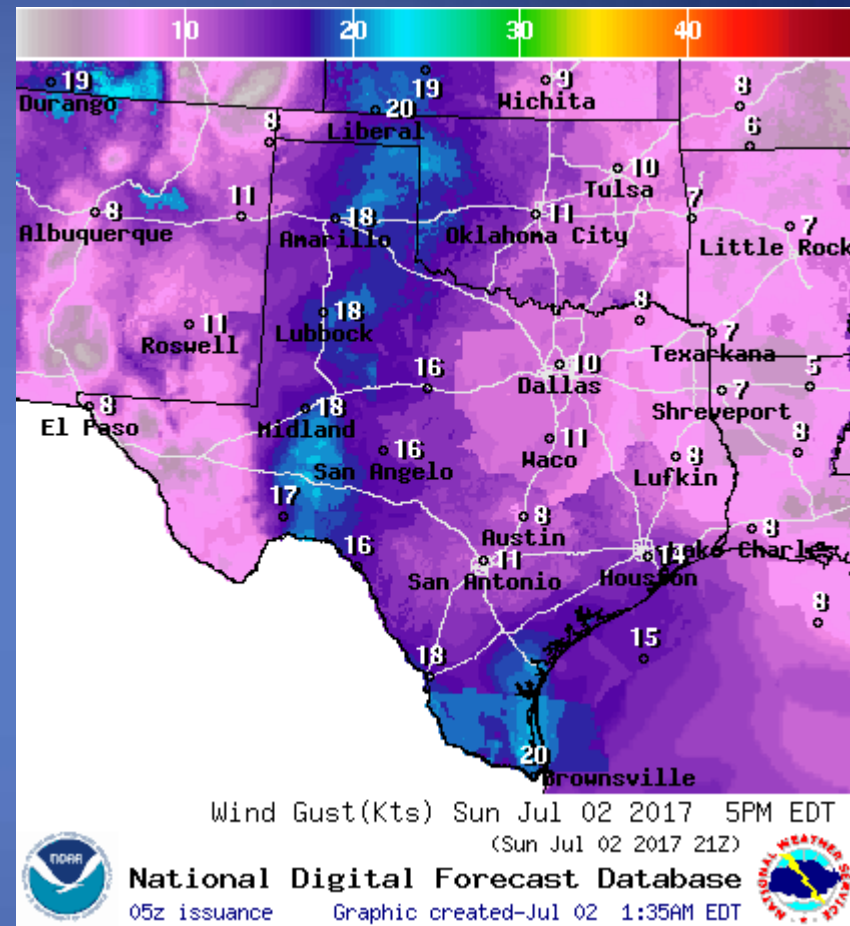 10 20 30 40
19 Durango
19
9 Wichita
8
20 Liberal
8
6
10 Tulsa
8 Albuquerque
11
18 Amarillo
11 Oklahoma City
7
7 Little Rock
11 Roswell
18 Lubbock
8
7 Texarkana
16
10 Dallas
7 Shreveport
5
8 El Paso
18 Midland
16 San Angelo
11 Waco
8 Lufkin
8
17
8 Austin
8
16
11 San Antonio
14 Houston
Lake Charles
8
15
18
20 Brownsville
Wind Gust(Kts) Sun Jul 02 2017 5PM EDT
(Sun Jul 02 2017 21Z)
National Digital Forecast Database
05z issuance Graphic created-Jul 02 1:35AM EDT
NOAA
NATIONAL WEATHER SERVICE